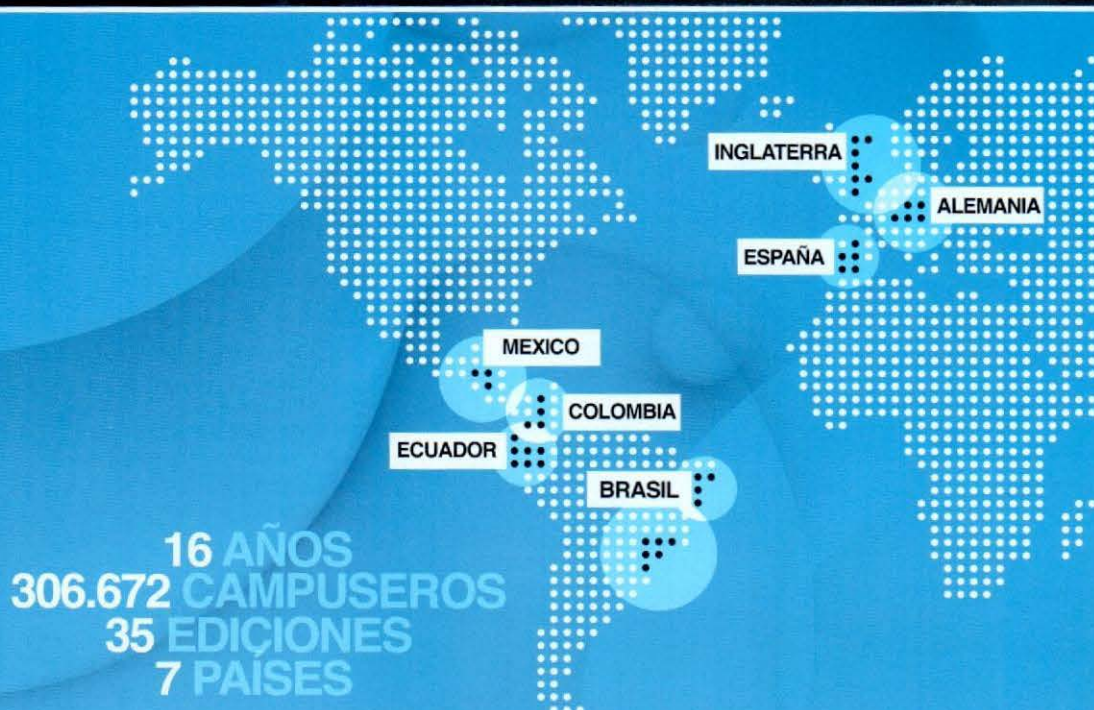 INGLATERRA
ALEMANIA
ESPAÑA
MEXICO
COLOMBIA
ECUADOR
BRASIL
16 AÑOS
306.672 CAMPUSEROS
35 EDICIONES
7 PAÍSES